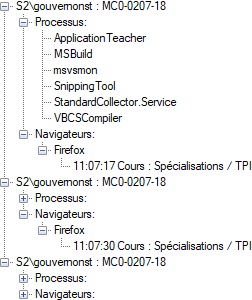 S2\gouvernonst : MC0-0207-18
Processus:
ApplicationTeacher
MSBuild
msvsmon
SnippingTool
StandardCollector.Service
VBCSCompiler
Navigateurs:
Firefox
11:07:17 Cours : Spécialisations / TPI
S2\gouvernonst : MC0-0207-18
Processus:
Navigateurs:
Firefox
11:07:30 Cours : Spécialisations / TPI
S2\gouvernonst : MC0-0207-18
Processus:
Navigateurs: